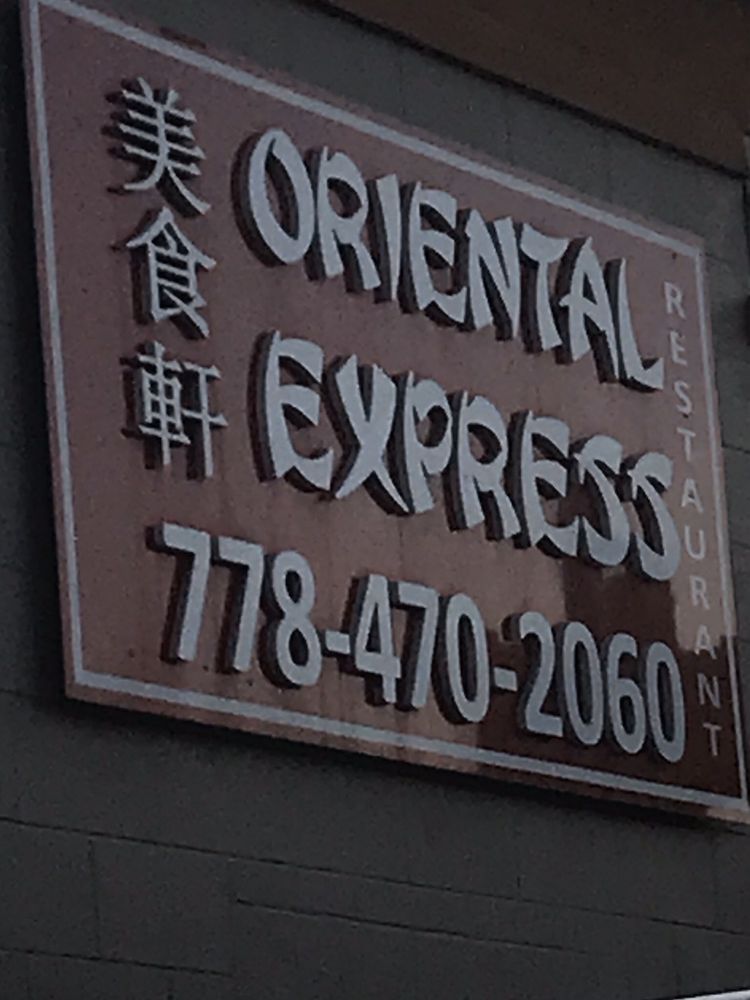 美食軒
ORIENTAL
EXPRESS
RESTAURANT
778-470-2060